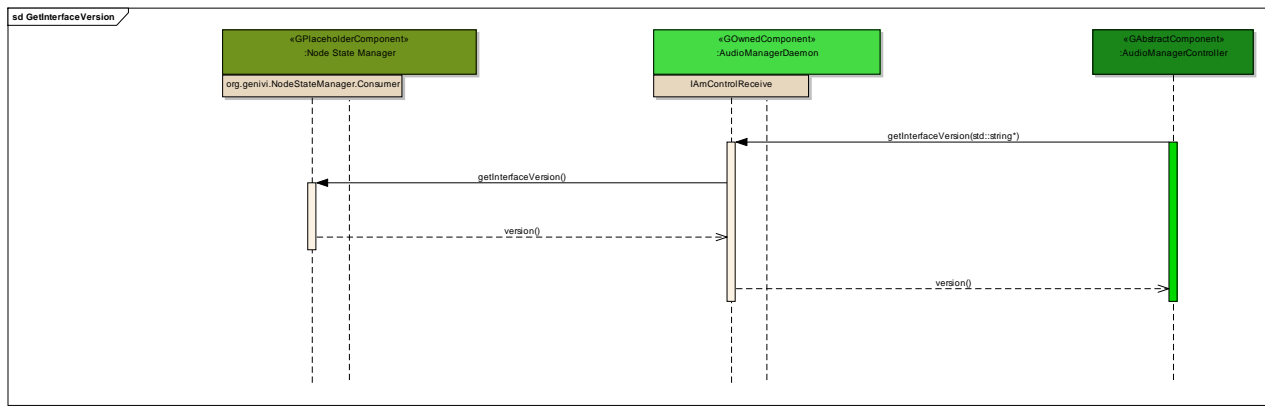 sd GetInterfaceVersion
«GPlaceholderComponent»
:Node State Manager
org.genivi.NodeStateManager.Consumer
«GOwnedComponent»
:AudioManagerDaemon
IAmControlReceive
«GAbstractComponent»
:AudioManagerController
getInterfaceVersion(std::string*)
getInterfaceVersion()
version()
version()